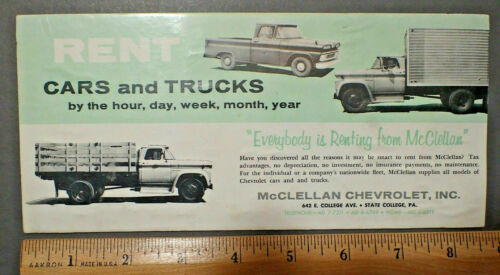 RENT
CARS and TRUCKS
by the hour, day, week, month, year
"Everybody is Renting from McClellan"
Have you discovered all the reasons it may be smart to rent from McClellan? Tax
advantages, no depreciation, no investment, no insurance payments, no maintenance.
For the individual or a company's nationwide fleet, McClellan supplies all models of
Chevrolet cars and and trucks.
McCLELLAN CHEVROLET, INC.
642 E. COLLEGE AVE. • STATE COLLEGE, PA.
1 2 3 4 5 6 7 8
AKRON MADE IN U.S.A.